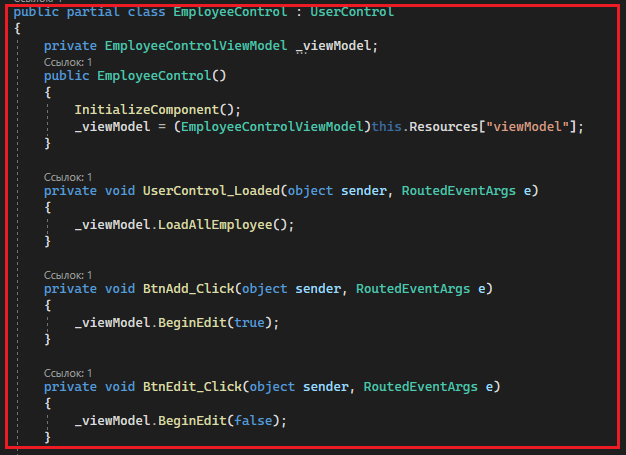 Ссылок: 1
public partial class EmployeeControl : UserControl
{
private EmployeeControlViewModel _viewModel;
Ссылок: 1
public EmployeeControl()
{
InitializeComponent();
_viewModel = (EmployeeControlViewModel)this.Resources["viewModel"];
}
Ссылок: 1
private void UserControl_Loaded(object sender, RoutedEventArgs e)
{
_viewModel.LoadAllEmployee();
}
Ссылок: 1
private void BtnAdd_Click(object sender, RoutedEventArgs e)
{
_viewModel.BeginEdit(true);
}
Ссылок: 1
private void BtnEdit_Click(object sender, RoutedEventArgs e)
{
_viewModel.BeginEdit(false);
}